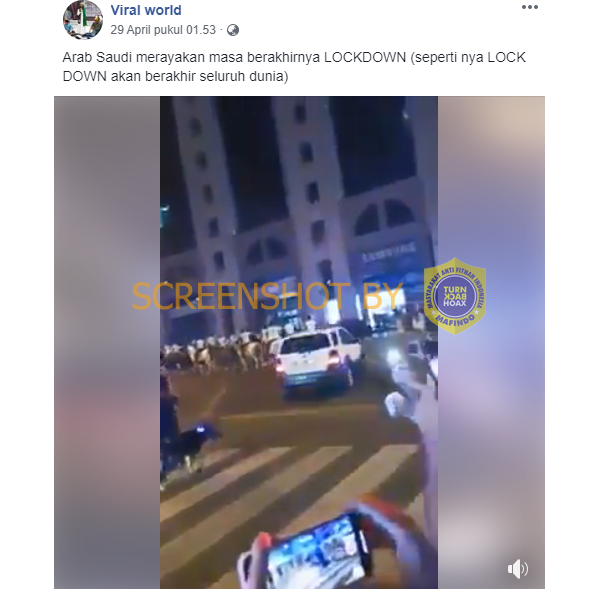 Viral world
29 April pukul 01.53 ·
Arab Saudi merayakan masa berakhirnya LOCKDOWN (seperti nya LOCK
DOWN akan berakhir seluruh dunia)
SCREENSHOT BY
MASYARAKAT ANTI FITNAH INDONESIA
TURN
BACK
HOAX
MAFINDO